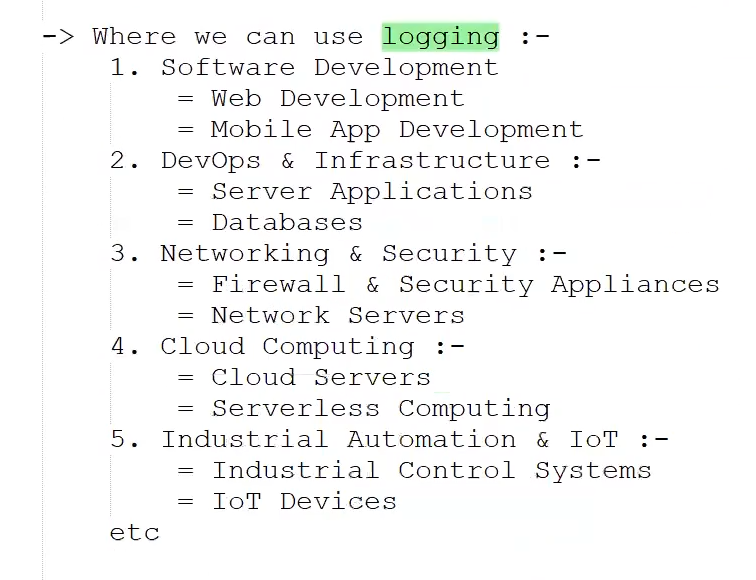 -> Where we can use logging :-
1. Software Development
= Web Development
= Mobile App Development
2. DevOps & Infrastructure :-
= Server Applications
= Databases
3. Networking & Security :-
= Firewall & Security Appliances
= Network Servers
4. Cloud Computing :-
= Cloud Servers
= Serverless Computing
5. Industrial Automation & IoT :-
= Industrial Control Systems
= IoT Devices
etc